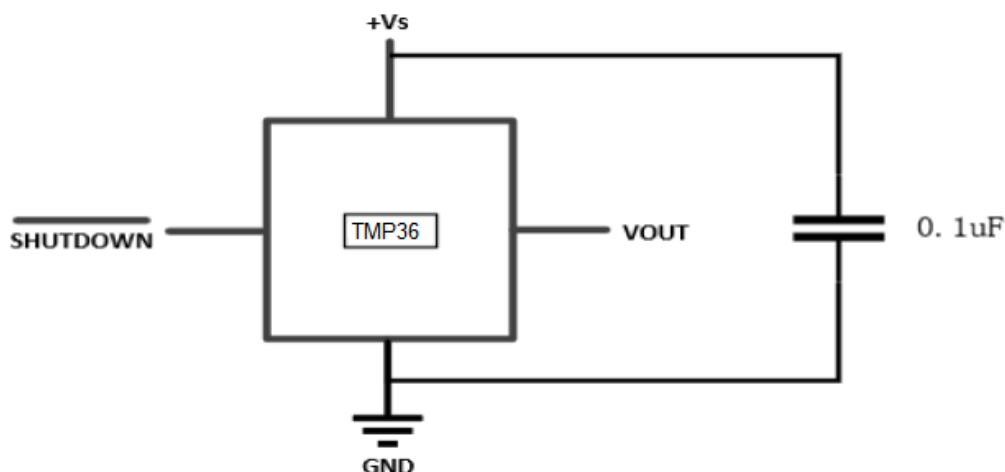 +Vs
SHUTDOWN
TMP36
VOUT
0. 1uF
GND